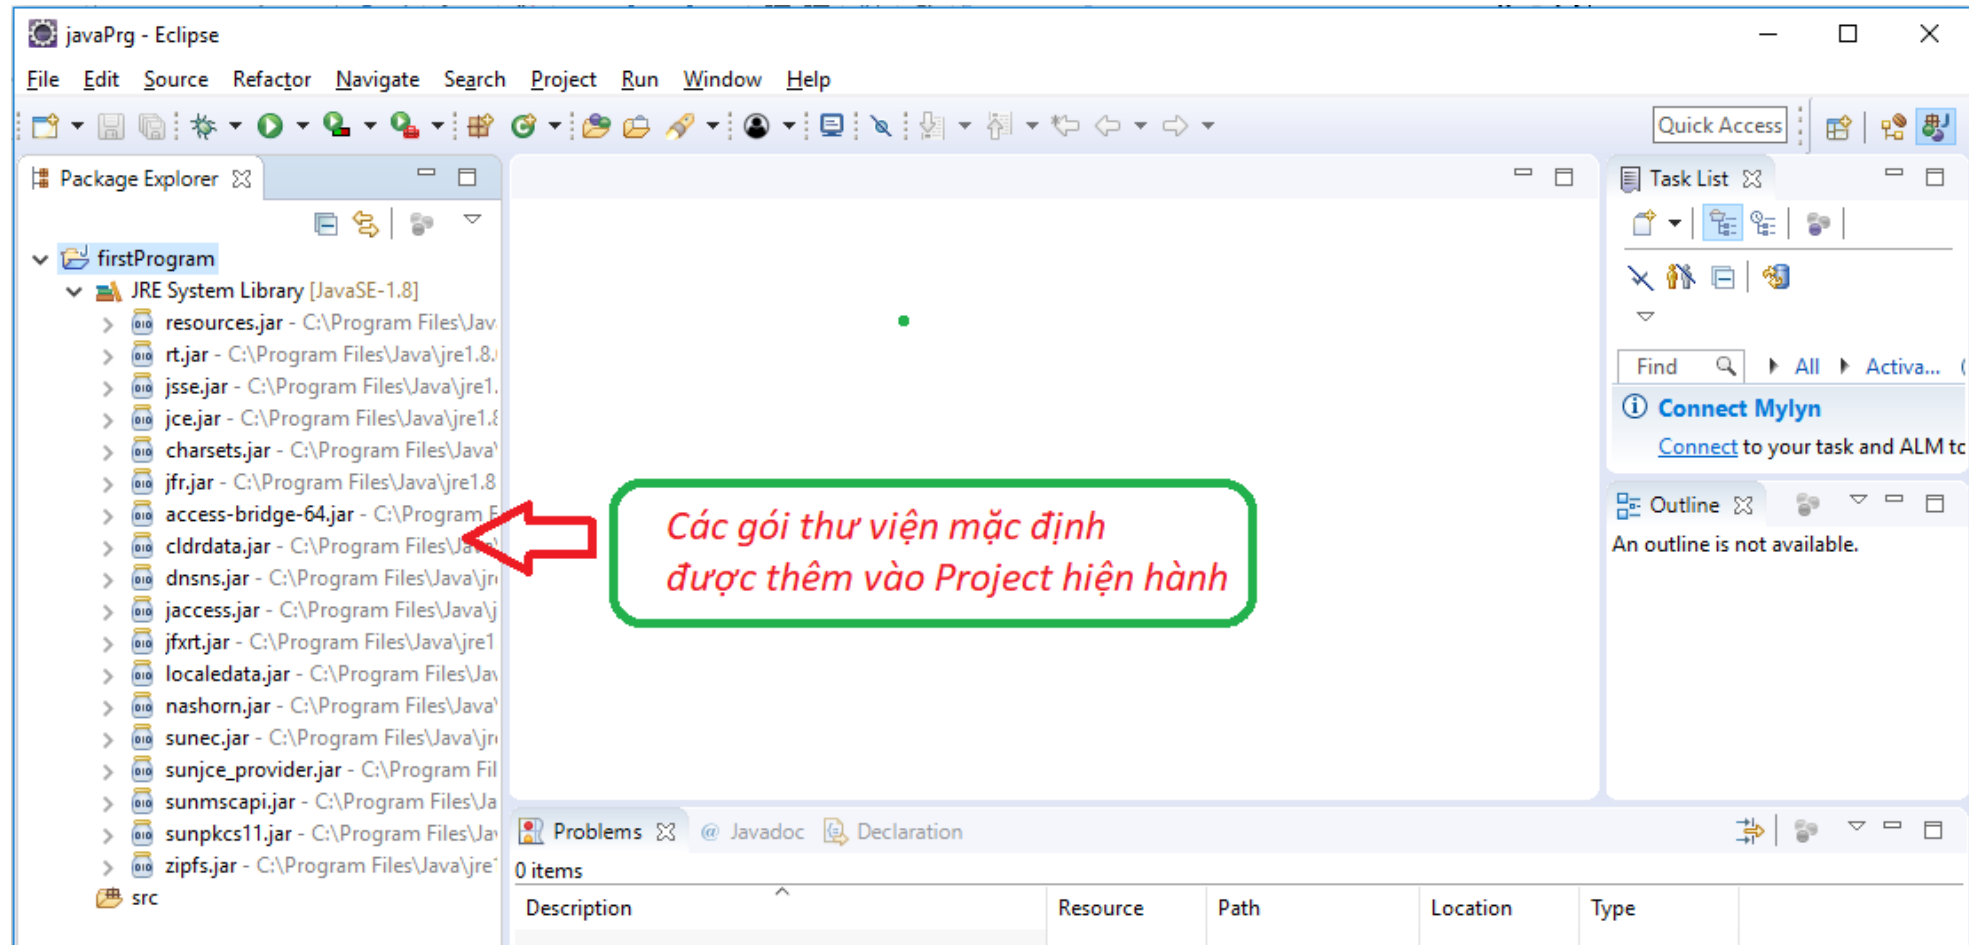 javaPrg - Eclipse
File Edit Source Refactor Navigate Search Project Run Window Help
Quick Access
Package Explorer
firstProgram
JRE System Library [JavaSE-1.8]
resources.jar - C:\Program Files\Jav
rt.jar - C:\Program Files\Java\jre1.8.
jsse.jar - C:\Program Files\Java\jre1.
jce.jar - C:\Program Files\Java\jre1.8
charsets.jar - C:\Program Files\Java\
jfr.jar - C:\Program Files\Java\jre1.8
access-bridge-64.jar - C:\Program F
cldrdata.jar - C:\Program Files\Java\
dnsns.jar - C:\Program Files\Java\jre
jaccess.jar - C:\Program Files\Java\j
jfxrt.jar - C:\Program Files\Java\jre1
localedata.jar - C:\Program Files\Jav
nashorn.jar - C:\Program Files\Java\
sunec.jar - C:\Program Files\Java\jre
sunjce_provider.jar - C:\Program Fil
sunmscapi.jar - C:\Program Files\Ja
sunpkcs11.jar - C:\Program Files\Jav
zipfs.jar - C:\Program Files\Java\jre1
src
Các gói thư viện mặc định
được thêm vào Project hiện hành
Task List
Find All Activa...
Connect Mylyn
Connect to your task and ALM to
Outline
An outline is not available.
Problems @ Javadoc Declaration
0 items
Description Resource Path Location Type